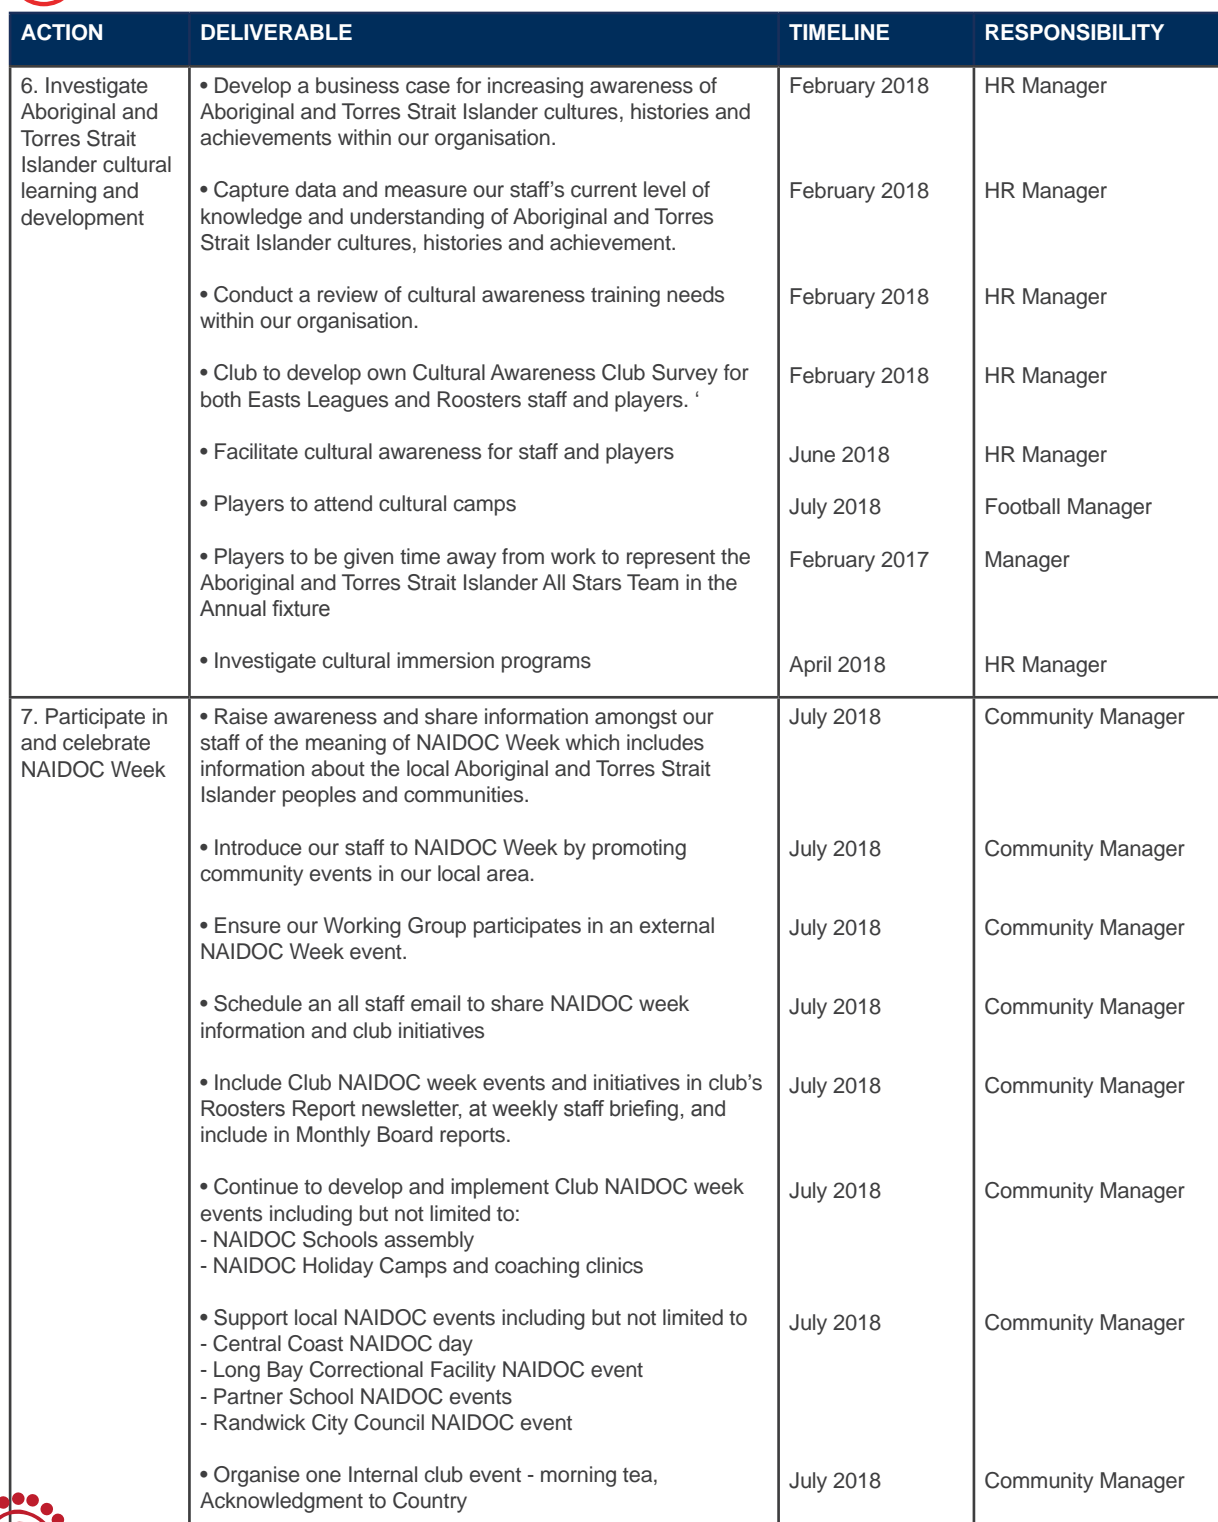 ACTION DELIVERABLE TIMELINE RESPONSIBILITY
6. Investigate
Aboriginal and
Torres Strait
Islander cultural
learning and
development
• Develop a business case for increasing awareness of
Aboriginal and Torres Strait Islander cultures, histories and
achievements within our organisation.
February 2018
HR Manager
• Capture data and measure our staff’s current level of
knowledge and understanding of Aboriginal and Torres
Strait Islander cultures, histories and achievement.
February 2018
HR Manager
• Conduct a review of cultural awareness training needs
within our organisation.
February 2018
HR Manager
• Club to develop own Cultural Awareness Club Survey for
both Easts Leagues and Roosters staff and players. ‘
February 2018
HR Manager
• Facilitate cultural awareness for staff and players
June 2018
HR Manager
• Players to attend cultural camps
July 2018
Football Manager
• Players to be given time away from work to represent the
Aboriginal and Torres Strait Islander All Stars Team in the
Annual fixture
February 2017
Manager
• Investigate cultural immersion programs
April 2018
HR Manager
7. Participate in
and celebrate
NAIDOC Week
• Raise awareness and share information amongst our
staff of the meaning of NAIDOC Week which includes
information about the local Aboriginal and Torres Strait
Islander peoples and communities.
July 2018
Community Manager
• Introduce our staff to NAIDOC Week by promoting
community events in our local area.
July 2018
Community Manager
• Ensure our Working Group participates in an external
NAIDOC Week event.
July 2018
Community Manager
• Schedule an all staff email to share NAIDOC week
information and club initiatives
July 2018
Community Manager
• Include Club NAIDOC week events and initiatives in club’s
Roosters Report newsletter, at weekly staff briefing, and
include in Monthly Board reports.
July 2018
Community Manager
• Continue to develop and implement Club NAIDOC week
events including but not limited to:
- NAIDOC Schools assembly
- NAIDOC Holiday Camps and coaching clinics
July 2018
Community Manager
• Support local NAIDOC events including but not limited to
- Central Coast NAIDOC day
- Long Bay Correctional Facility NAIDOC event
- Partner School NAIDOC events
- Randwick City Council NAIDOC event
July 2018
Community Manager
• Organise one Internal club event - morning tea,
Acknowledgment to Country
July 2018
Community Manager